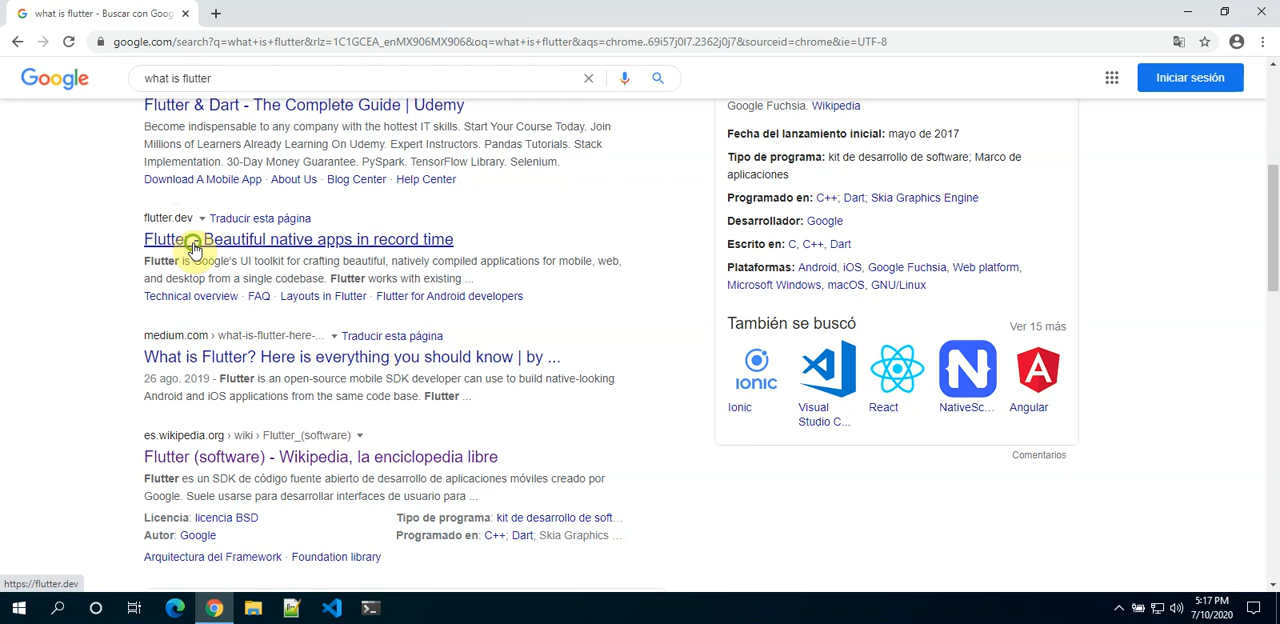 what is flutter - Buscar con Goog
google.com/search?q=what+is+flutter&rlz=1C1GCEA_enMX906MX906&oq=what+is+flutter&aqs=chrome..69i57j0l7.2362j0j7&sourceid=chrome&ie=UTF-8
Google
what is flutter
Iniciar sesión
Flutter & Dart - The Complete Guide | Udemy
Become indispensable to any company with the hottest IT skills. Start Your Course Today. Join
Millions of Learners Already Learning On Udemy. Expert Instructors. Pandas Tutorials. Stack
Implementation. 30-Day Money Guarantee. PySpark. TensorFlow Library. Selenium.
Download A Mobile App · About Us · Blog Center · Help Center
flutter.dev Traducir esta página
Flutter - Beautiful native apps in record time
Flutter is Google's UI toolkit for crafting beautiful, natively compiled applications for mobile, web,
and desktop from a single codebase. Flutter works with existing ...
Technical overview · FAQ · Layouts in Flutter · Flutter for Android developers
medium.com › what-is-flutter-here-... Traducir esta página
What is Flutter? Here is everything you should know | by ...
26 ago. 2019 - Flutter is an open-source mobile SDK developer can use to build native-looking
Android and iOS applications from the same code base. Flutter ...
es.wikipedia.org › wiki › Flutter_(software)
Flutter (software) - Wikipedia, la enciclopedia libre
Flutter es un SDK de código fuente abierto de desarrollo de aplicaciones móviles creado por
Google. Suele usarse para desarrollar interfaces de usuario para ...
Licencia: licencia BSD Tipo de programa: kit de desarrollo de soft...
Autor: Google Programado en: C++; Dart; Skia Graphics ...
Arquitectura del Framework · Foundation library
Google Fuchsia. Wikipedia
Fecha del lanzamiento inicial: mayo de 2017
Tipo de programa: kit de desarrollo de software; Marco de
aplicaciones
Programado en: C++; Dart; Skia Graphics Engine
Desarrollador: Google
Escrito en: C, C++, Dart
Plataformas: Android, iOS, Google Fuchsia, Web platform,
Microsoft Windows, macOS, GNU/Linux
También se buscó Ver 15 más
IONIC
Ionic Visual React NativeSc... Angular
Studio C...
Comentarios
https://flutter.dev
5:17 PM
7/10/2020